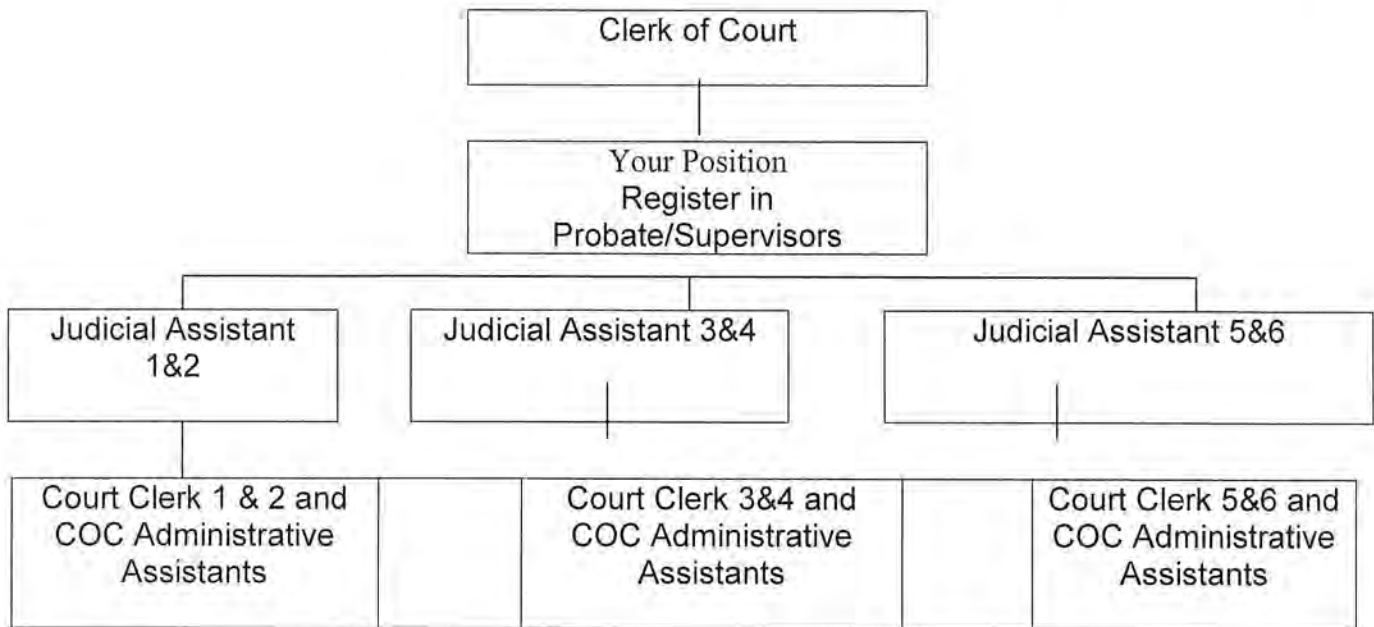 Clerk of Court
Your Position
Register in
Probate/Supervisors
Judicial Assistant
1&2
Judicial Assistant 3&4
Judicial Assistant 5&6
Court Clerk 1 & 2 and
COC Administrative
Assistants
Court Clerk 3&4 and
COC Administrative
Assistants
Court Clerk 5&6 and
COC Administrative
Assistants